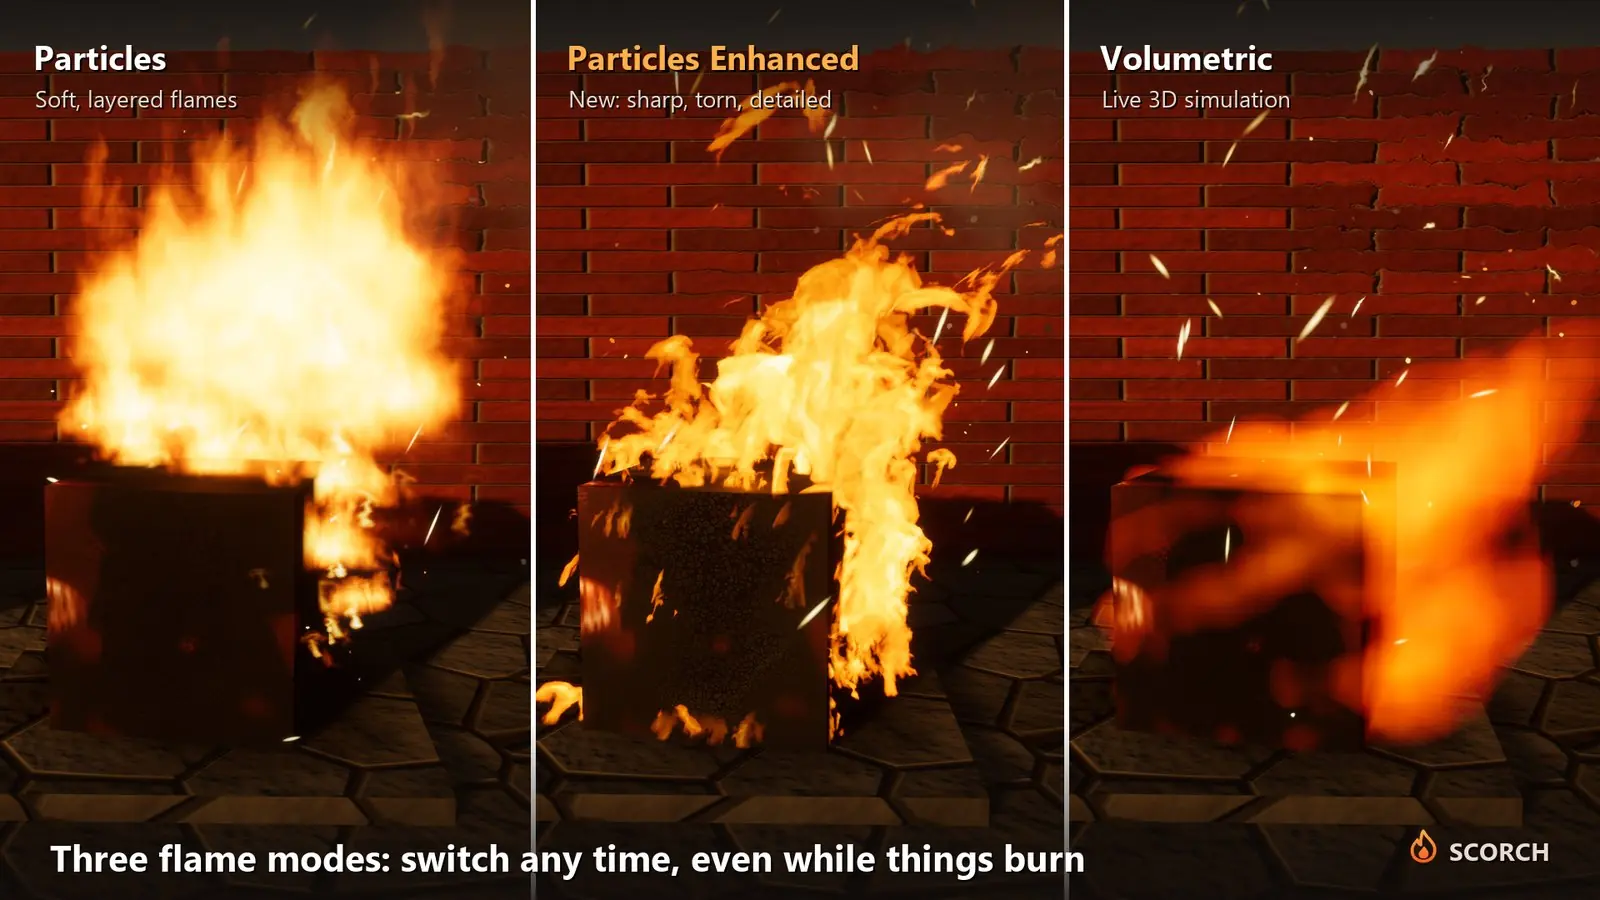 Particles
Soft, layered flames
Particles Enhanced
New: sharp, torn, detailed
Volumetric
Live 3D simulation
Three flame modes: switch any time, even while things burn
SCORCH